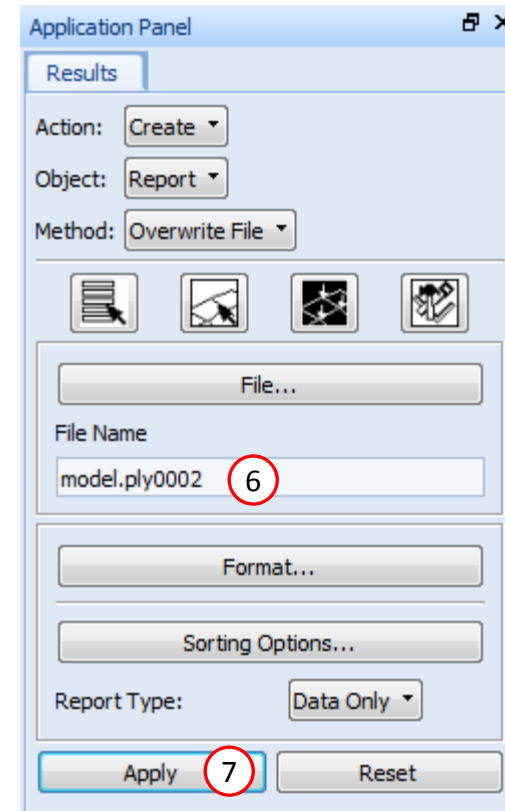 Application Panel
Results
Action: Create
Object: Report
Method: Overwrite File
File...
File Name
model.ply0002 6
Format...
Sorting Options...
Report Type: Data Only
Apply 7 Reset